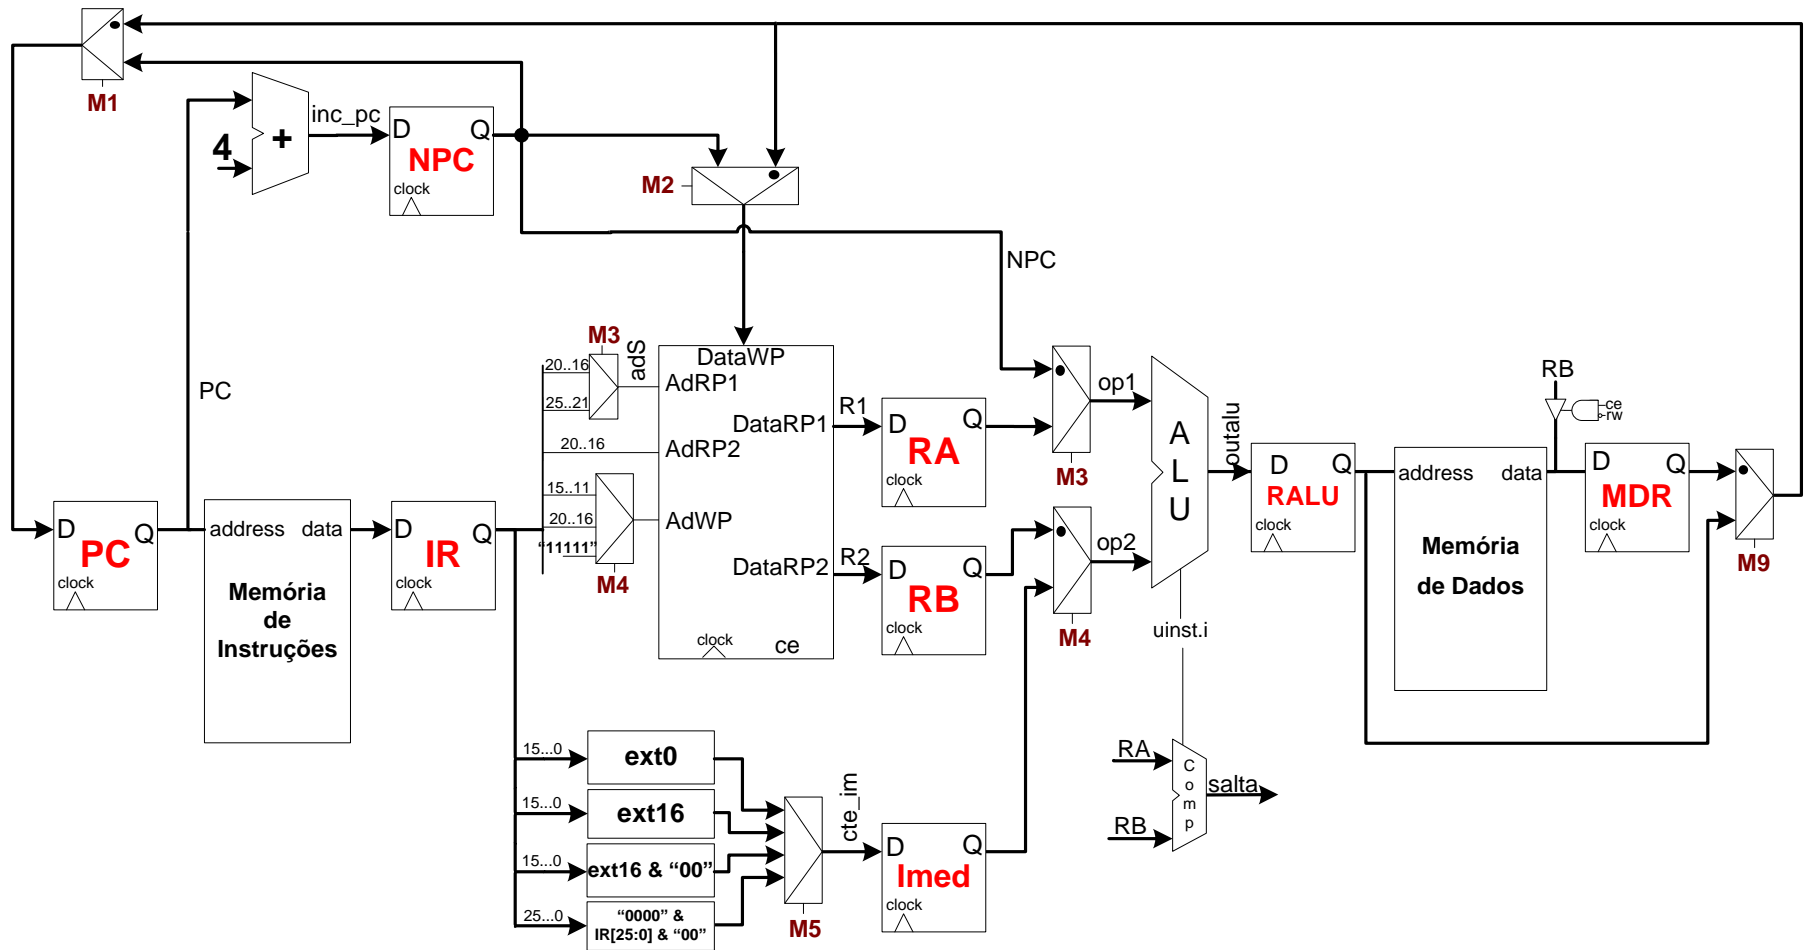 M1
4
+
inc_pc
D
Q
NPC
clock
M2
NPC
PC
M3
adS
20..16
25..21
20..16
15..11
20..16
"11111"
M4
DataWP
AdRP1
DataRP1
AdRP2
AdWP
DataRP2
clock
ce
R1
D
Q
RA
clock
R2
D
Q
RB
clock
M3
op1
M4
op2
A
L
U
outalu
uinst.i
D
Q
RALU
clock
address
data
Memória
de Dados
RB
ce
rw
D
Q
MDR
clock
M9
D
Q
PC
clock
address
data
Memória
de
Instruções
D
Q
IR
clock
15...0
ext0
15...0
ext16
15...0
ext16 & "00"
25...0
"0000" &
IR[25:0] & "00"
M5
cte_im
D
Q
Imed
clock
RA
RB
C
o
m
p
salta